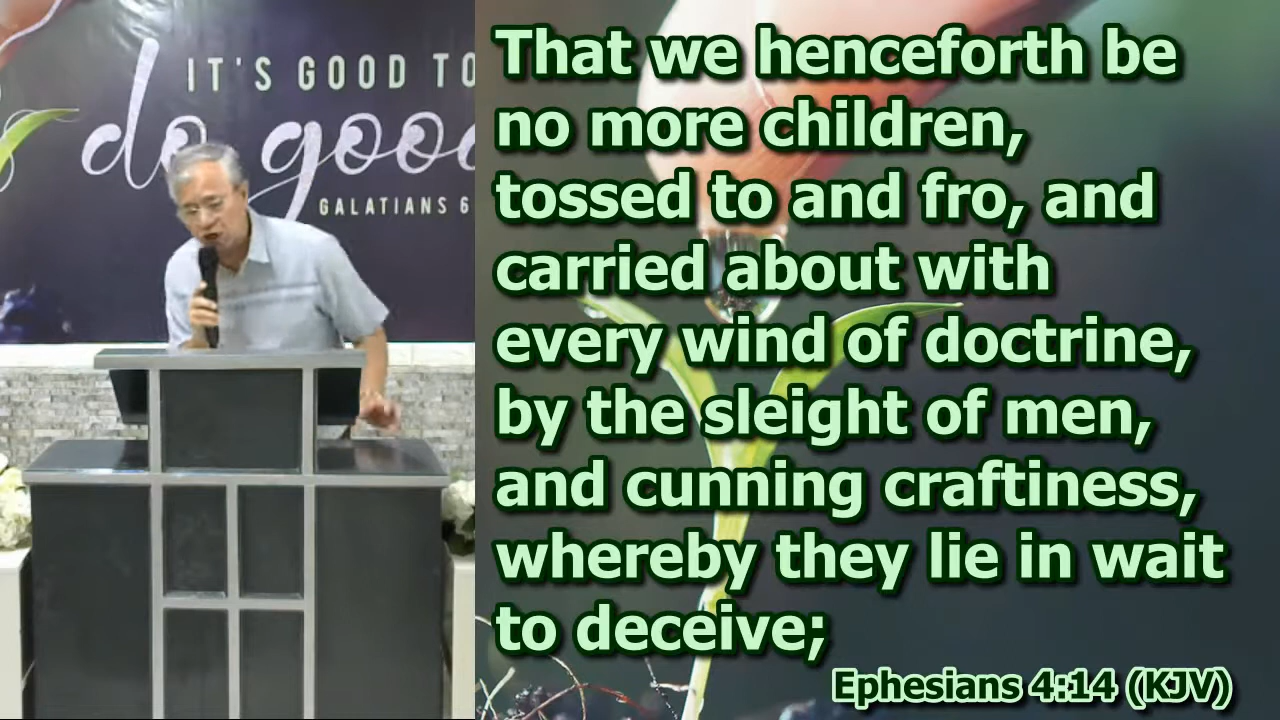 IT'S GOOD TO
do good
GALATIANS 6
That we henceforth be
no more children,
tossed to and fro, and
carried about with
every wind of doctrine,
by the sleight of men,
and cunning craftiness,
whereby they lie in wait
to deceive;
Ephesians 4:14 (KJV)